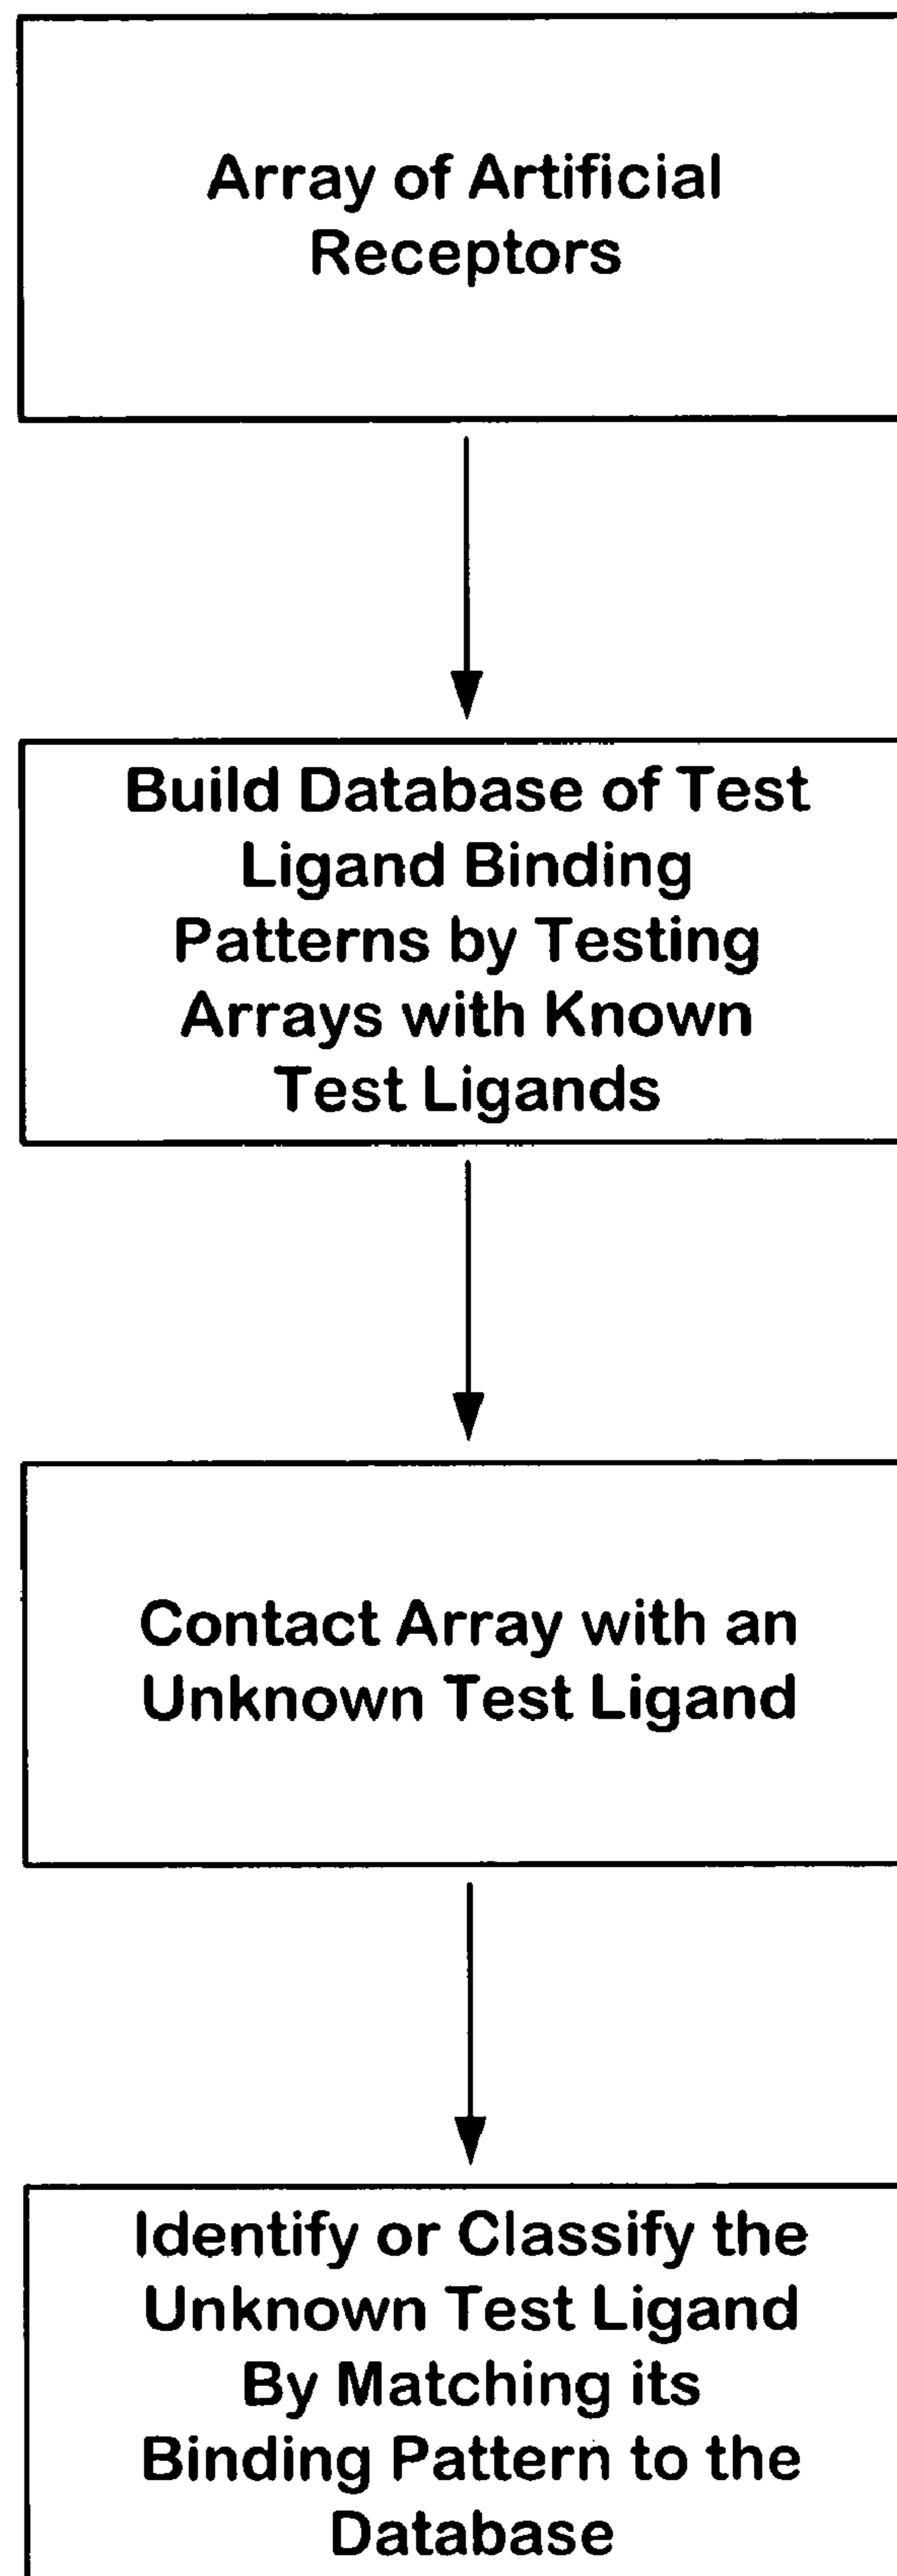 Array of Artificial
Receptors
Build Database of Test
Ligand Binding
Patterns by Testing
Arrays with Known
Test Ligands
Contact Array with an
Unknown Test Ligand
Identify or Classify the
Unknown Test Ligand
By Matching its
Binding Pattern to the
Database